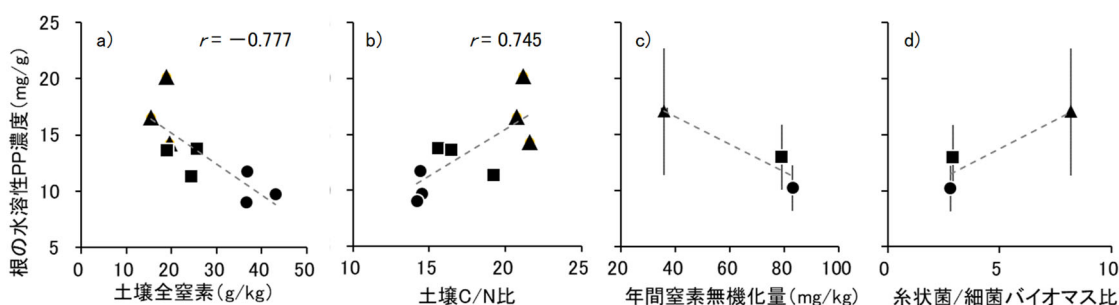 根の水溶性PP濃度(mg/g)
25
20
15
10
5
a)
r=-0.777
0 10 20 30 40 50
土壌全窒素(g/kg)
b)
r=0.745
10 15 20 25
土壌C/N比
c)
20 40 60 80 100
年間窒素無機化量(mg/kg)
d)
0 5 10
糸状菌/細菌バイオマス比